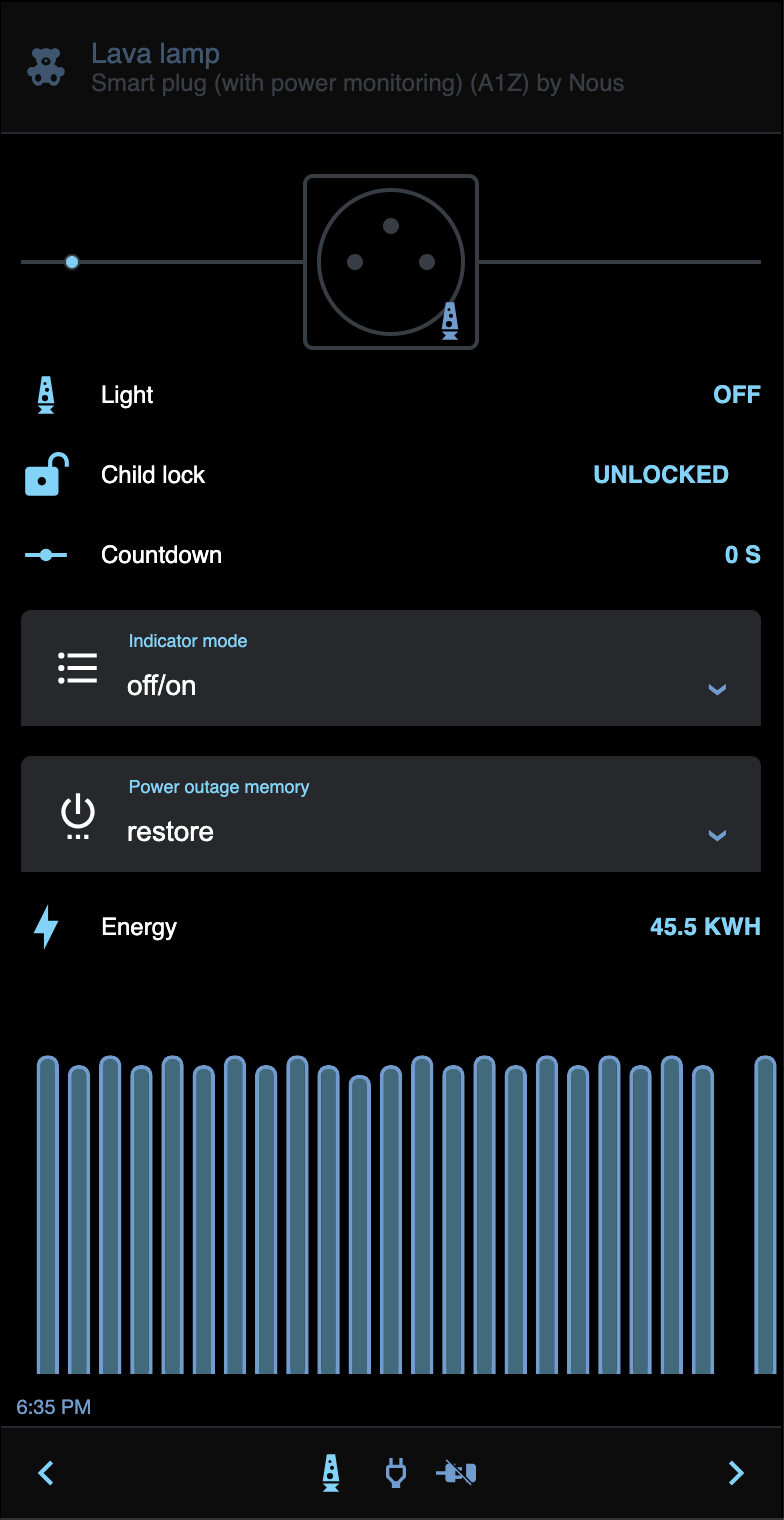 Lava lamp
Smart plug (with power monitoring) (A1Z) by Nous
Light OFF
Child lock UNLOCKED
Countdown 0 S
Indicator mode
off/on
Power outage memory
restore
Energy 45.5 KWH
6:35 PM